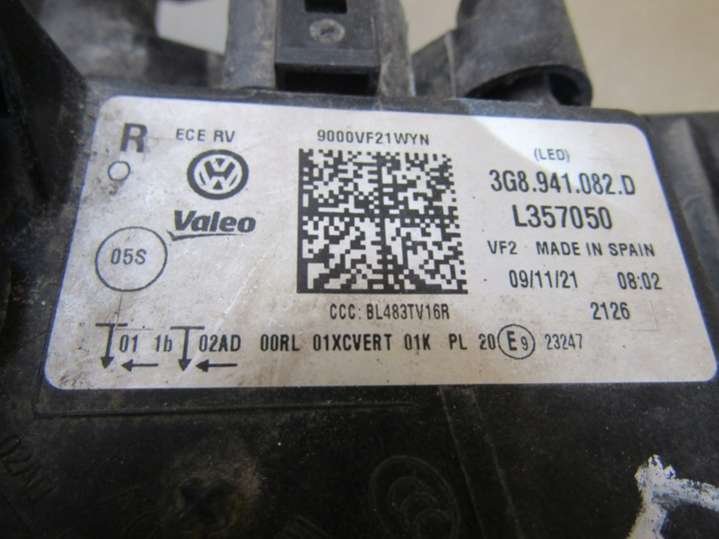 R ECE RV 9000VF21WYN
(LED)
3G8.941.082.D
Valeo
L357050
05S
VF2 MADE IN SPAIN
09/11/21 08:02
CCC: BL483TV16R
2126
01 1b 02AD 00RL 01XCVERT 01K PL 20 E9 23247